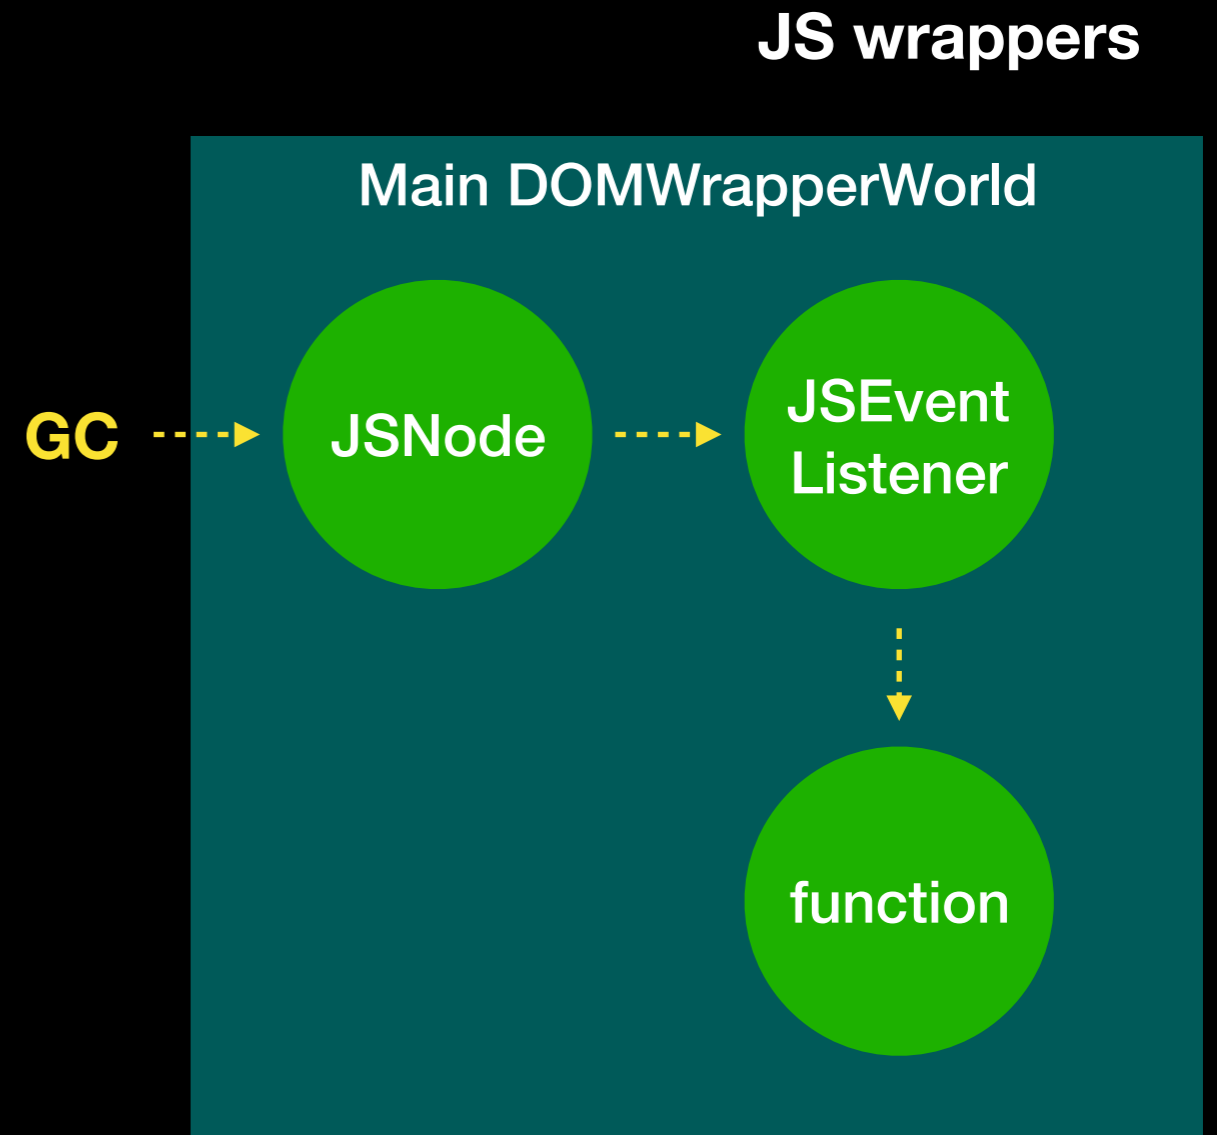 JS wrappers
Main DOMWrapperWorld
GC
JSNode
JSEvent
Listener
function